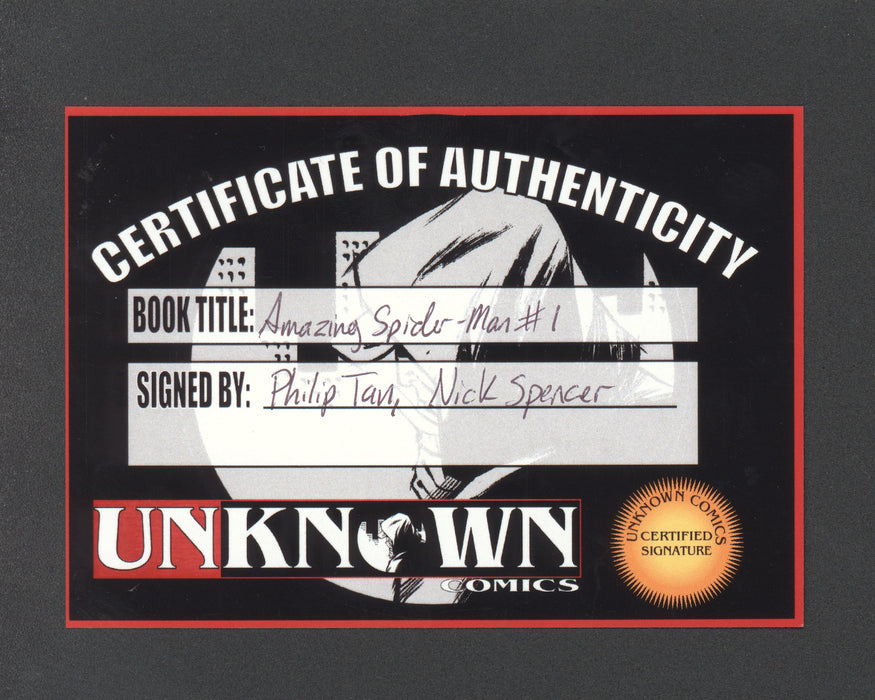 CERTIFICATE OF AUTHENTICITY
BOOK TITLE: Amazing Spider-Man #1
SIGNED BY: Philip Tan, Nick Spencer
UNKNOWN
COMICS
UNKNOWN COMICS
CERTIFIED
SIGNATURE